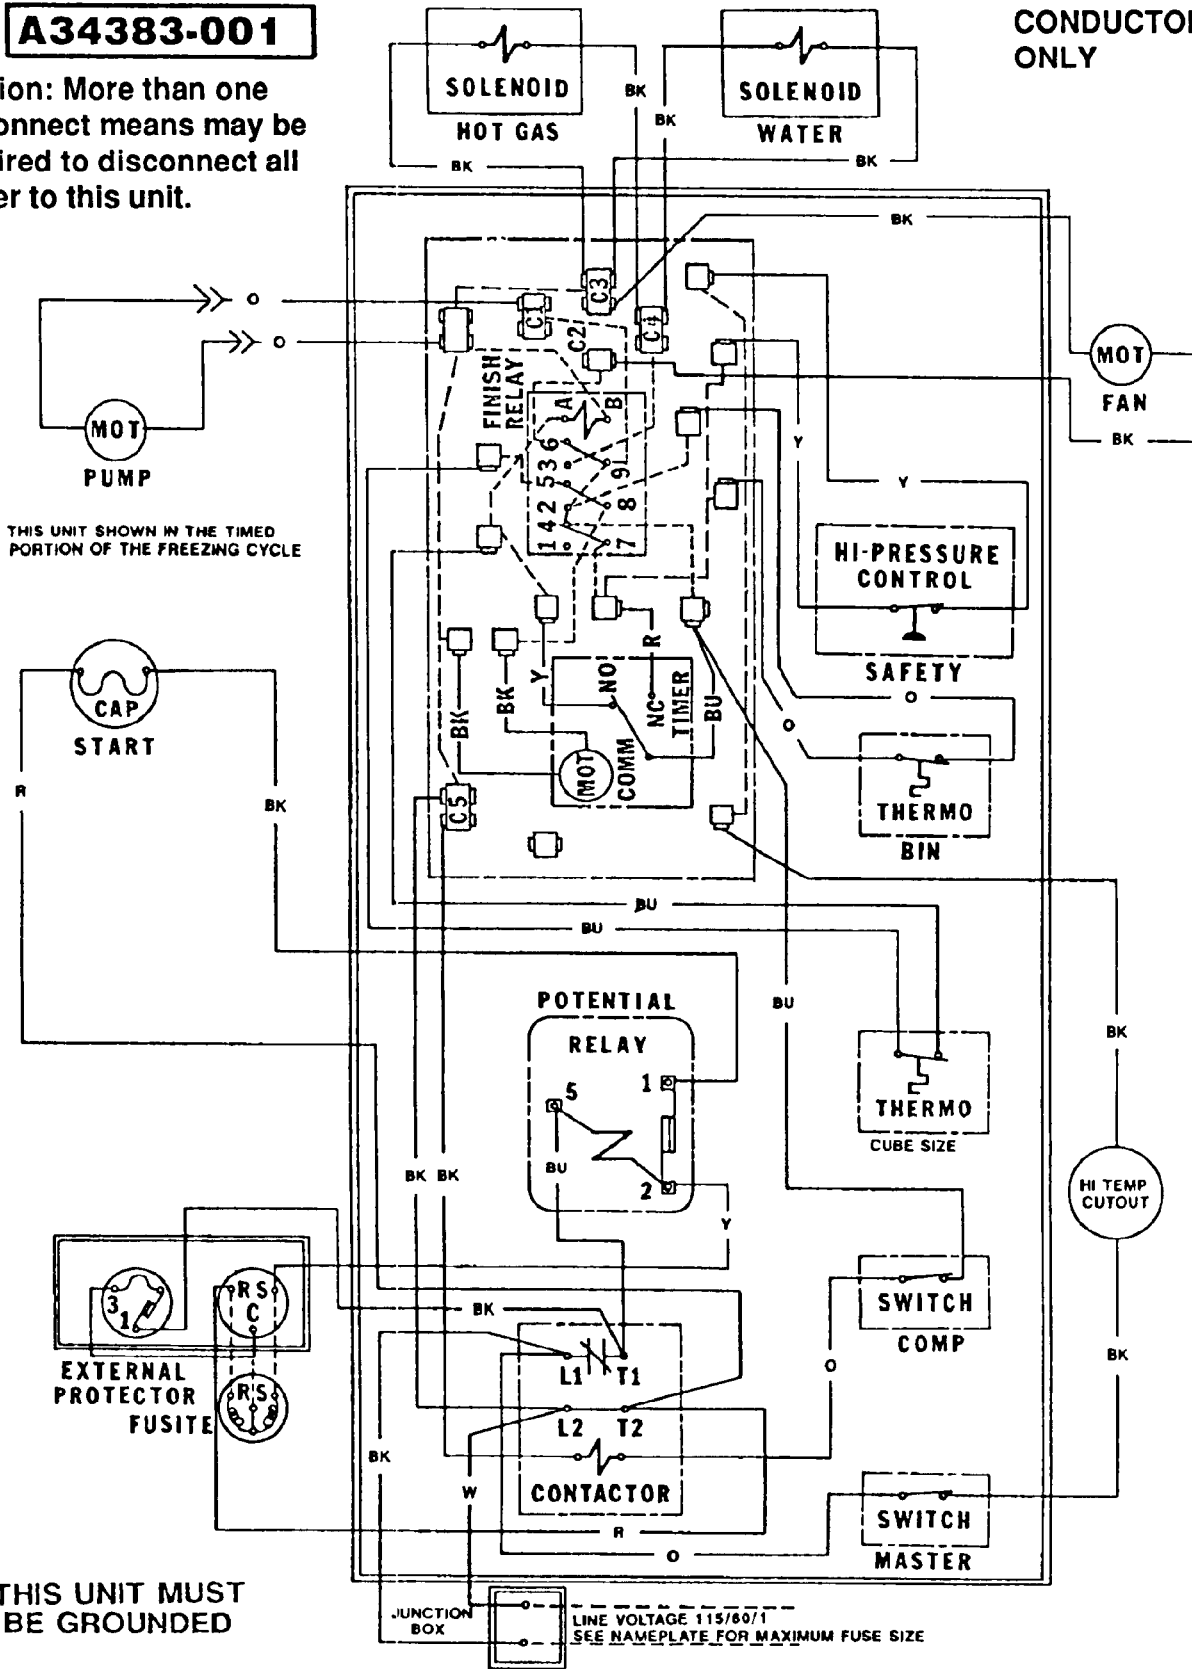 A34383-001
CONDUCTOR
ONLY
ion: More than one
onnect means may be
ired to disconnect all
er to this unit.
SOLENOID
HOT GAS
SOLENOID
WATER
BK
BK
BK
BK
BK
O
O
C1
C3
C2
C4
MOT
PUMP
MOT
FAN
BK
FINISH
RELAY
A
B
6
3
9
5
2
8
4
1
7
THIS UNIT SHOWN IN THE TIMED
PORTION OF THE FREEZING CYCLE
Y
Y
HI-PRESSURE
CONTROL
SAFETY
CAP
START
R
BK
BK
BK
Y
NO
R
NC
TIMER
BU
COMM
MOT
C5
O
O
THERMO
BIN
BU
BU
BU
POTENTIAL
RELAY
1
5
2
BU
BK
BK
Y
THERMO
CUBE SIZE
BK
HI TEMP
CUTOUT
BK
3
1
R S
C
R S
EXTERNAL
PROTECTOR
FUSITE
BK
L1
T1
L2
T2
CONTACTOR
BK
W
R
O
O
SWITCH
COMP
SWITCH
MASTER
THIS UNIT MUST
BE GROUNDED
JUNCTION
BOX
LINE VOLTAGE 115/60/1
SEE NAMEPLATE FOR MAXIMUM FUSE SIZE